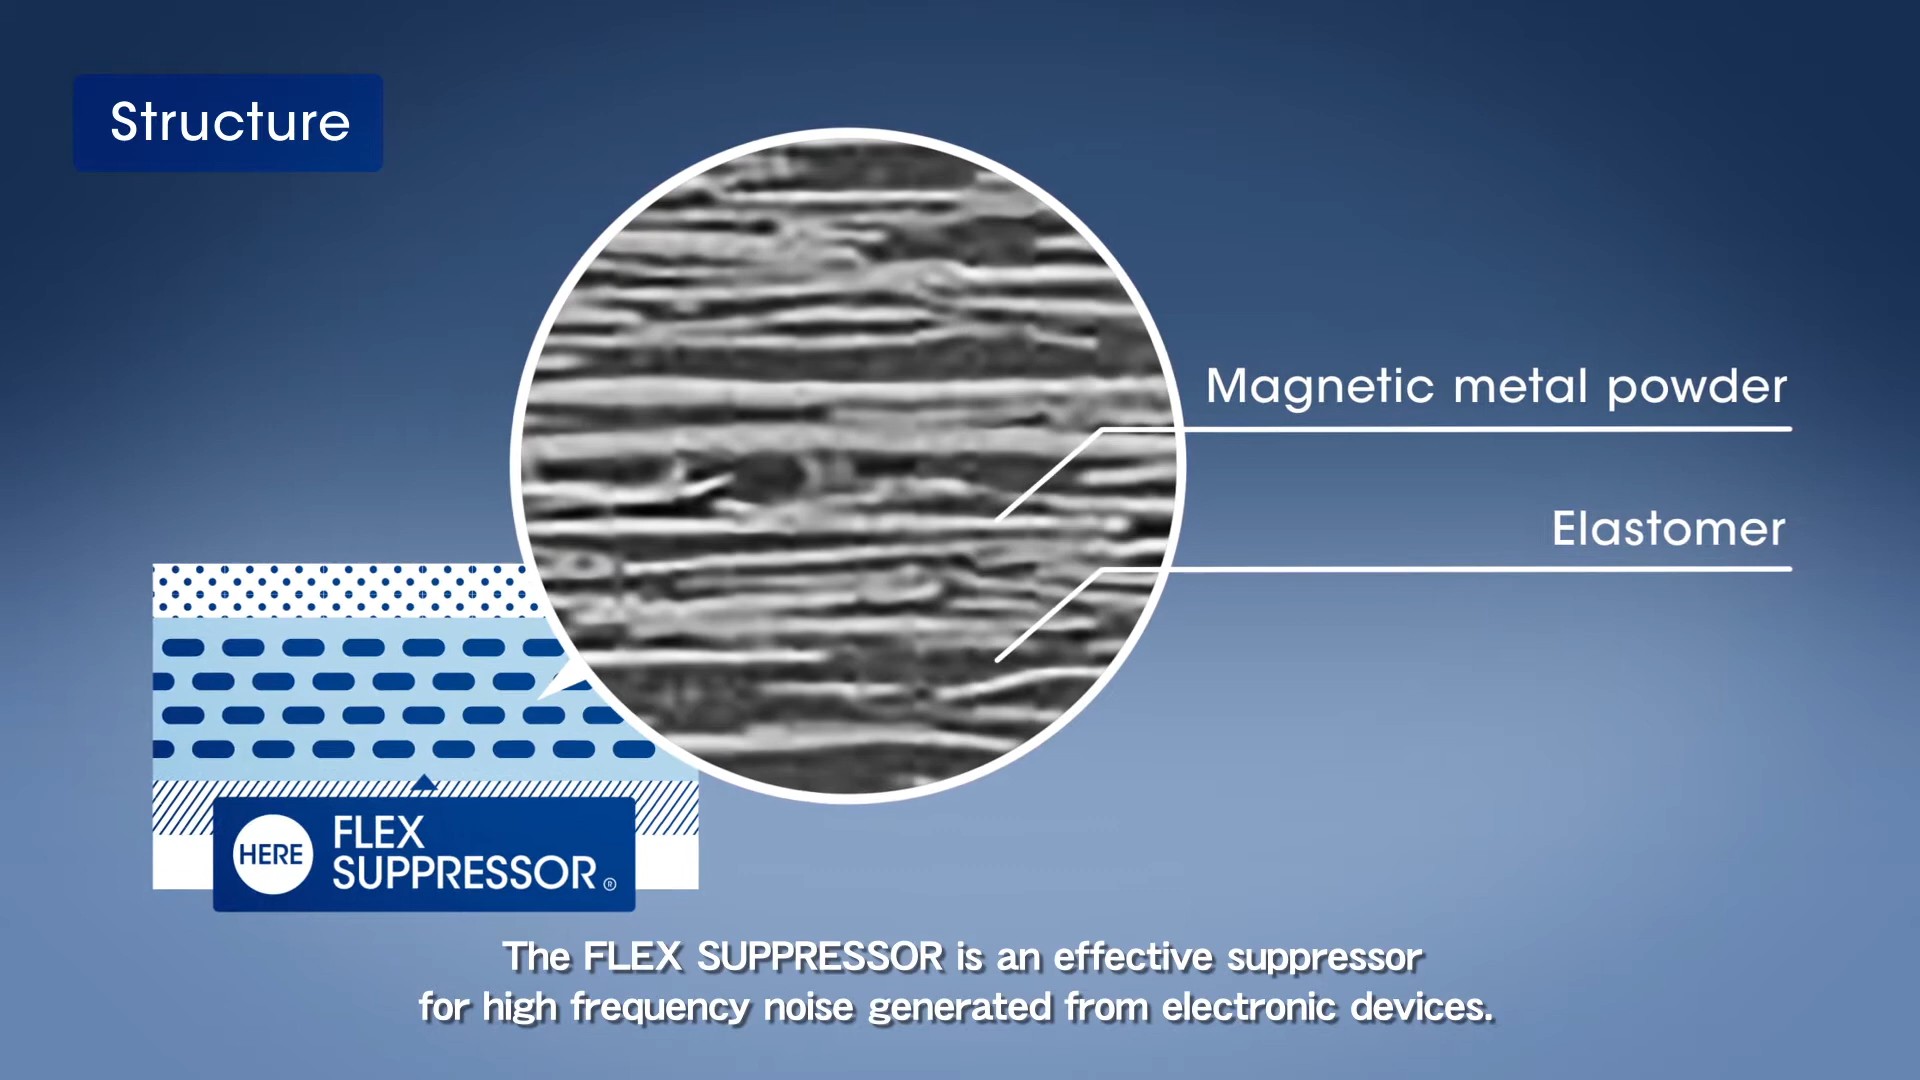 Structure
Magnetic metal powder
Elastomer
HERE
FLEX
SUPPRESSOR®
The FLEX SUPPRESSOR is an effective suppressor
for high frequency noise generated from electronic devices.